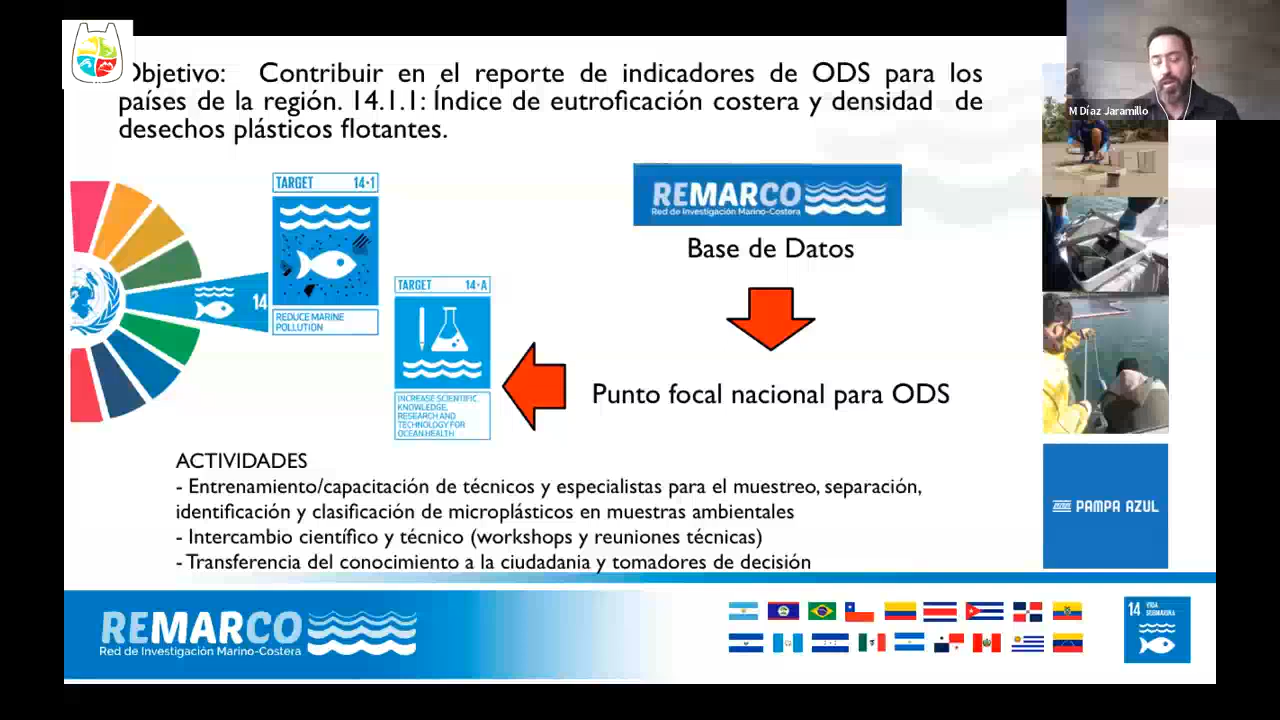 Objetivo: Contribuir en el reporte de indicadores de ODS para los
países de la región. 14.1.1: Índice de eutroficación costera y densidad de
desechos plásticos flotantes.
M Díaz Jaramillo
TARGET 14·1
REDUCE MARINE
POLLUTION
14
TARGET 14·A
INCREASE SCIENTIFIC
KNOWLEDGE,
RESEARCH AND
TECHNOLOGY FOR
OCEAN HEALTH
REMARCO
Red de Investigación Marino-Costera
Base de Datos
Punto focal nacional para ODS
ACTIVIDADES
- Entrenamiento/capacitación de técnicos y especialistas para el muestreo, separación,
identificación y clasificación de microplásticos en muestras ambientales
- Intercambio científico y técnico (workshops y reuniones técnicas)
- Transferencia del conocimiento a la ciudadania y tomadores de decisión
PAMPA AZUL
REMARCO
Red de Investigación Marino-Costera
14 VIDA
SUBMARINA